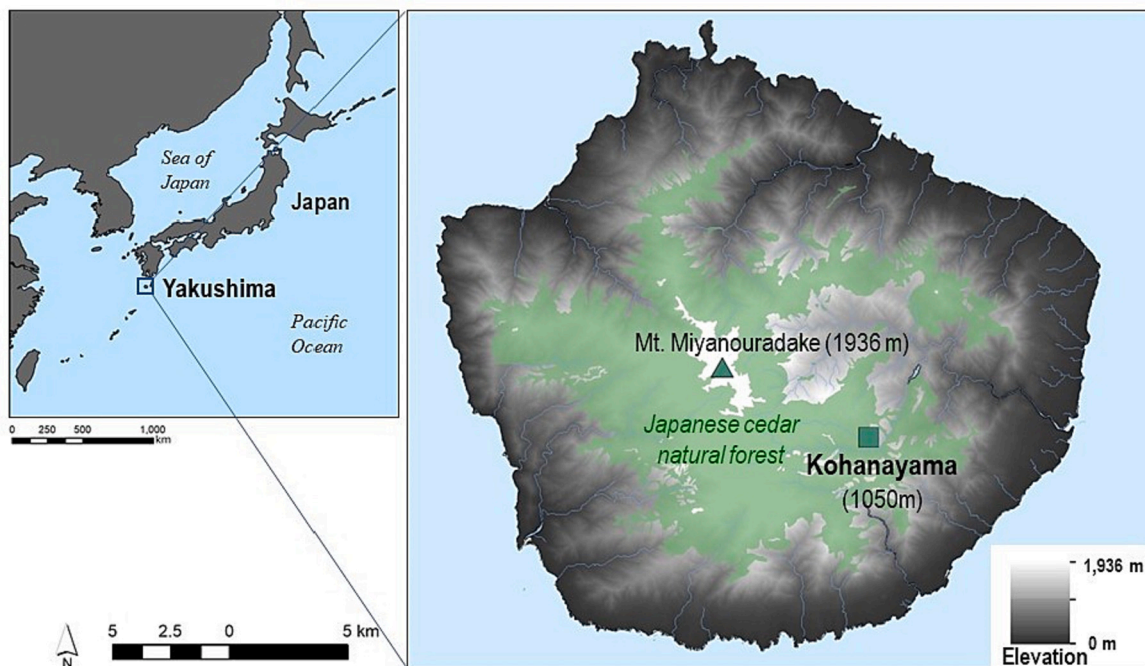 Sea of
Japan
Japan
Yakushima
Pacific
Ocean
0 250 500 1,000
km
5 2.5 0 5 km
N
Mt. Miyanouradake (1936 m)
Japanese cedar
natural forest
Kohanayama
(1050m)
1,936 m
0 m
Elevation